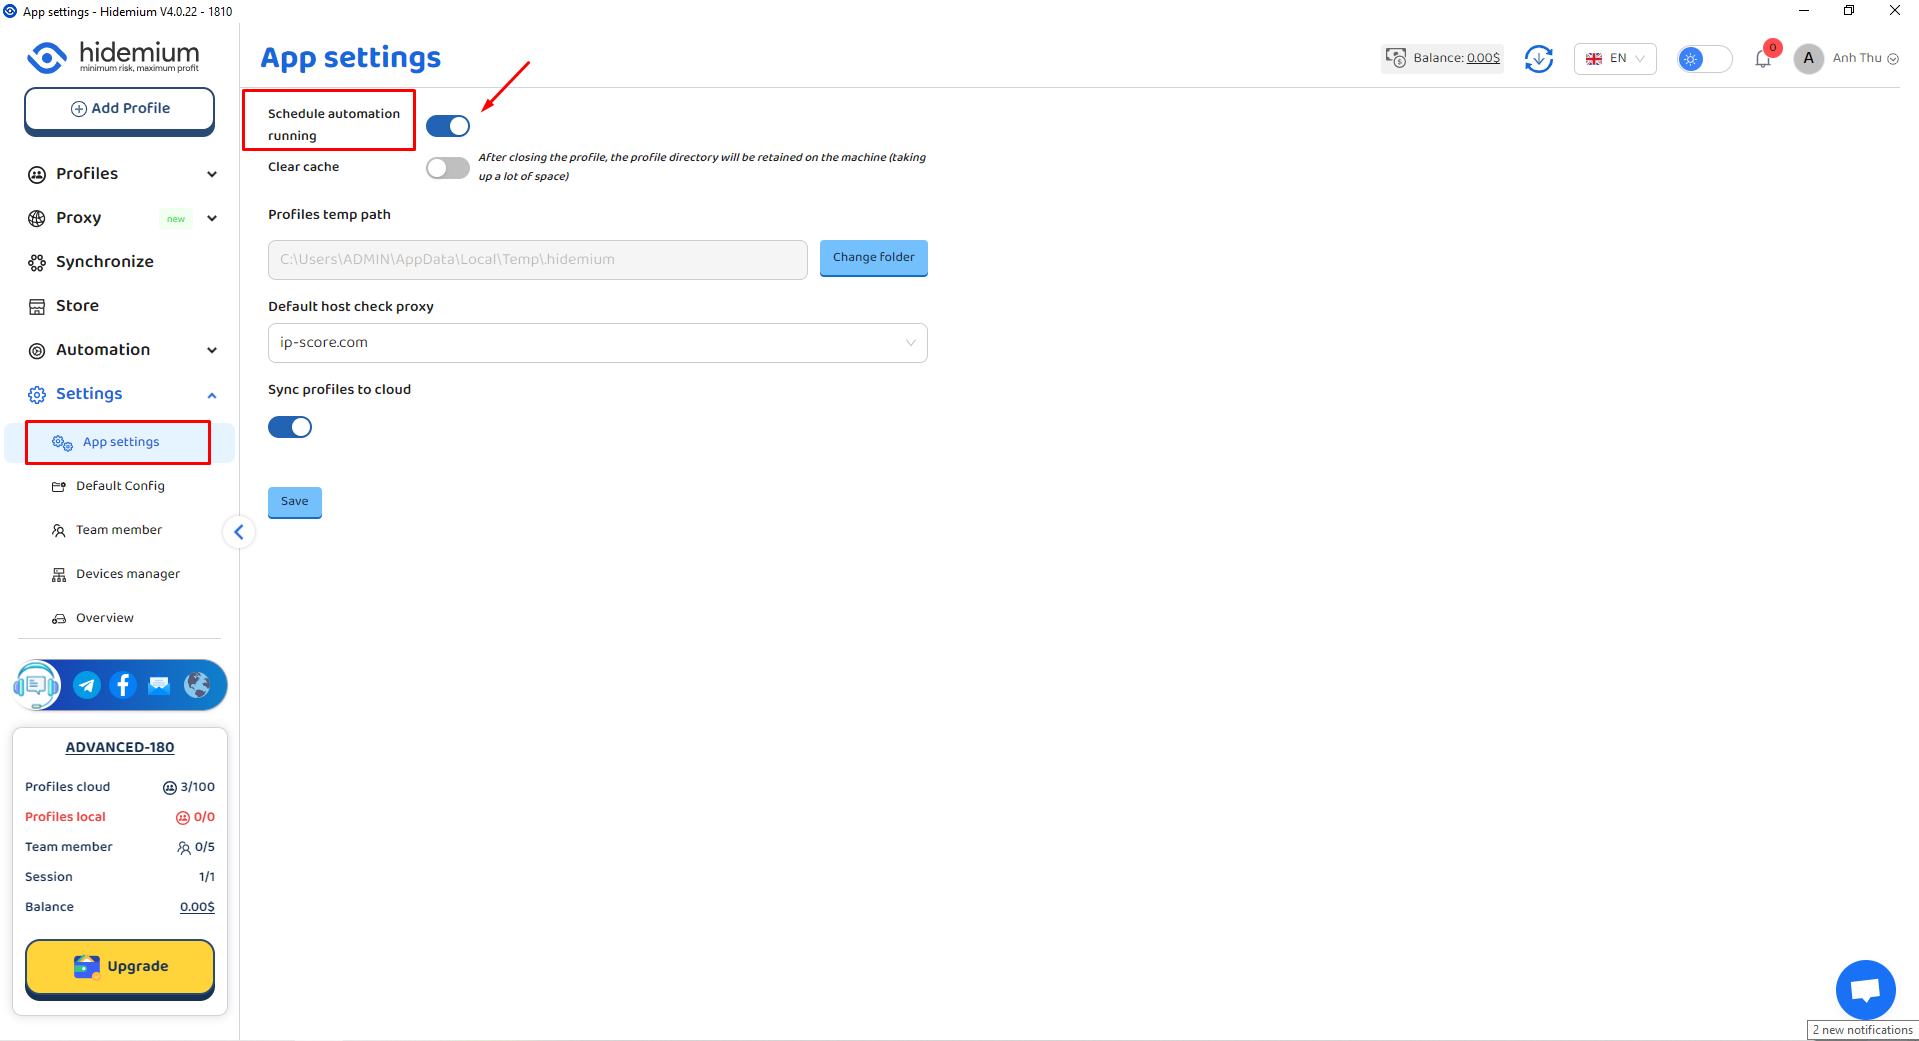 App settings - Hidemium V4.0.22 - 1810
hidemium
minimum risk, maximum profit
Add Profile
Profiles
Proxy new
Synchronize
Store
Automation
Settings
App settings
Default Config
Team member
Devices manager
Overview
ADVANCED-180
Profiles cloud 3/100
Profiles local 0/0
Team member 0/5
Session 1/1
Balance 0.00$
Upgrade
App settings
Balance: 0.00$
EN
0
A
Anh Thu
Schedule automation
running
Clear cache
After closing the profile, the profile directory will be retained on the machine (taking
up a lot of space)
Profiles temp path
C:\Users\ADMIN\AppData\Local\Temp\.hidemium
Change folder
Default host check proxy
ip-score.com
Sync profiles to cloud
Save
2 new notifications